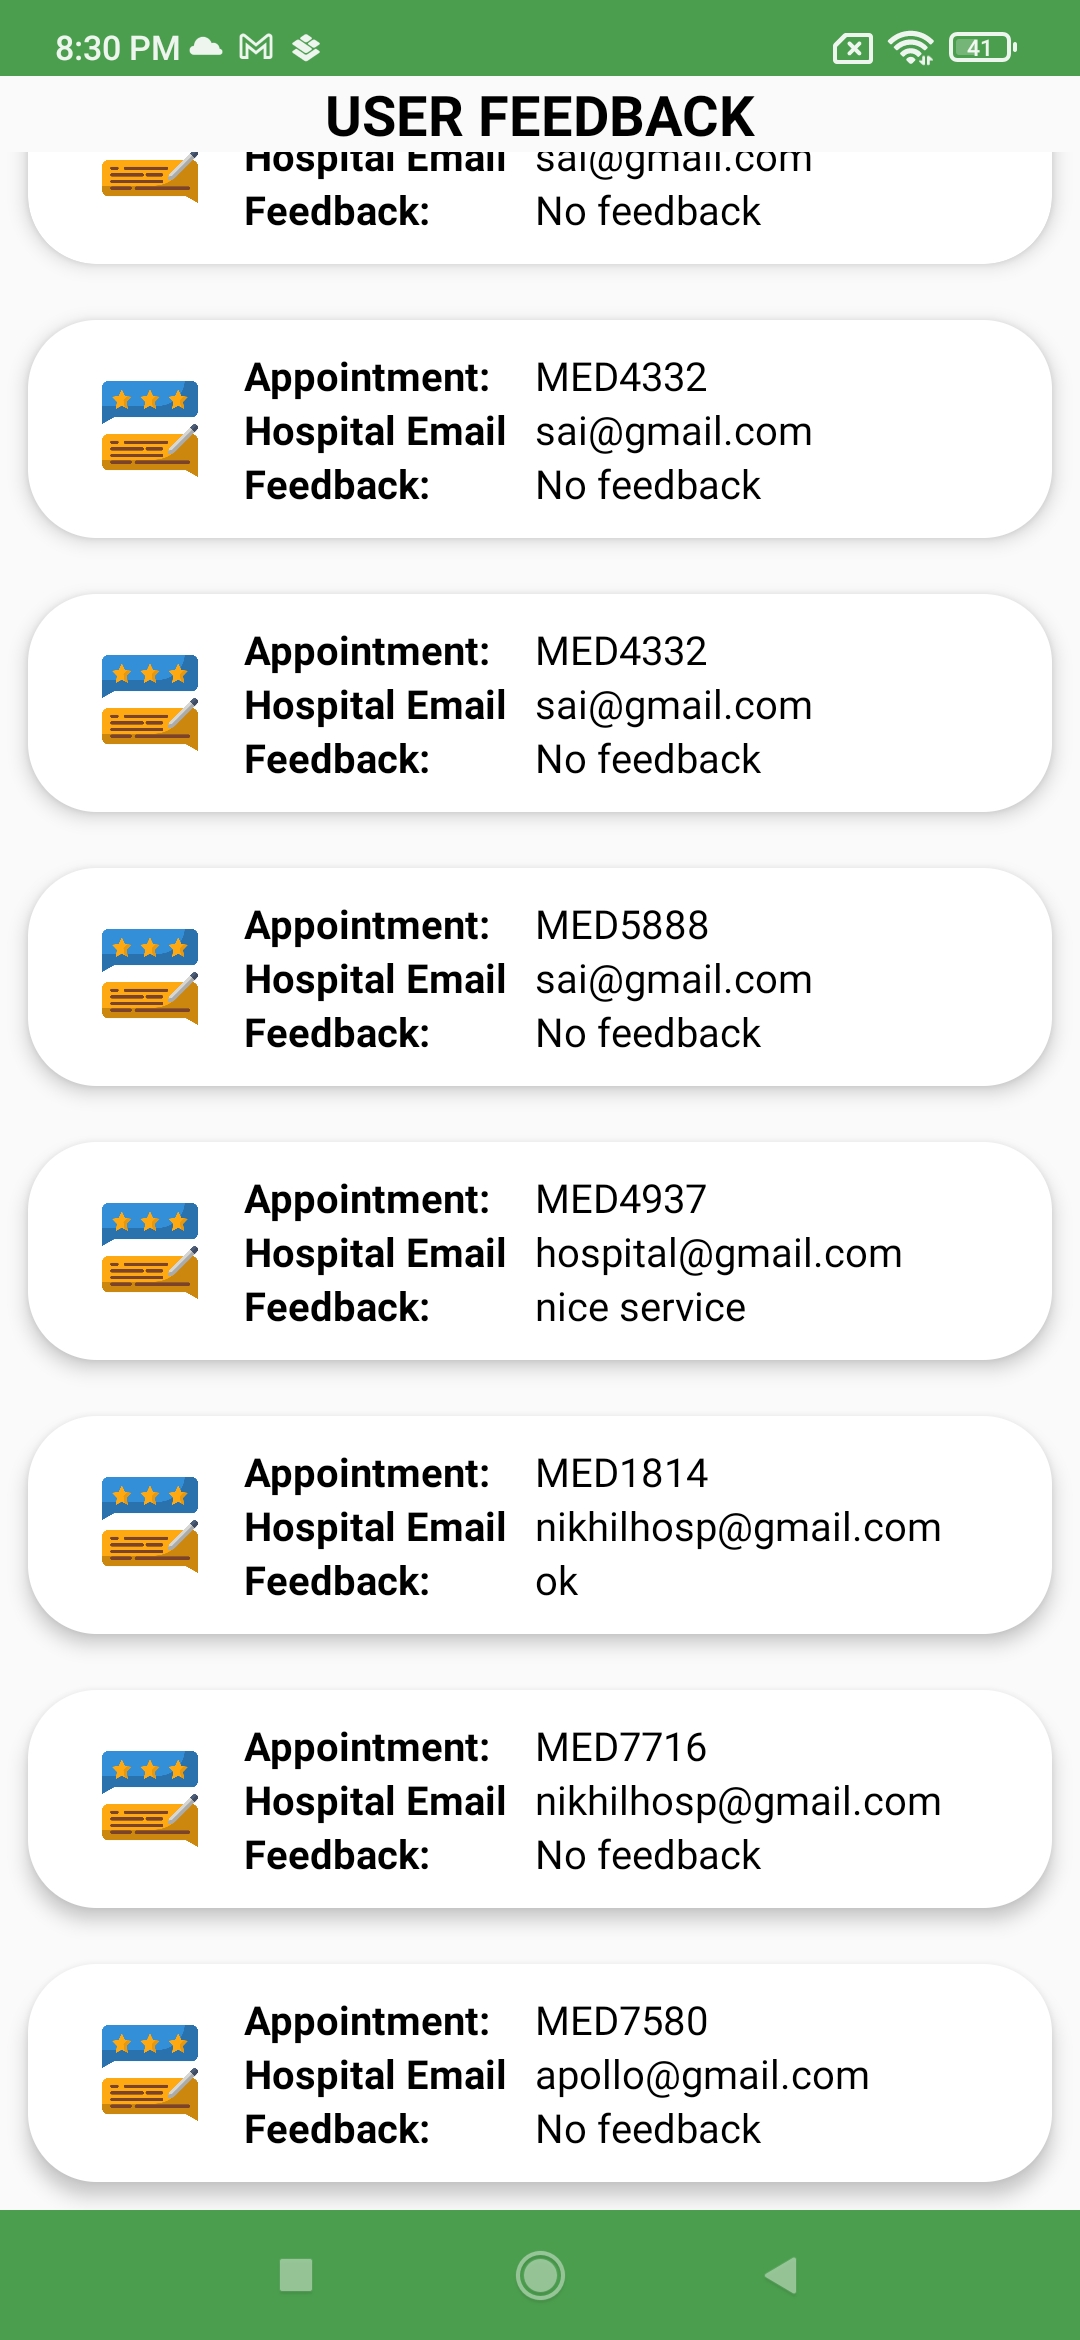 8:30 PM
41
USER FEEDBACK
Hospital Email sai@gmail.com
Feedback: No feedback
Appointment: MED4332
Hospital Email sai@gmail.com
Feedback: No feedback
Appointment: MED4332
Hospital Email sai@gmail.com
Feedback: No feedback
Appointment: MED5888
Hospital Email sai@gmail.com
Feedback: No feedback
Appointment: MED4937
Hospital Email hospital@gmail.com
Feedback: nice service
Appointment: MED1814
Hospital Email nikhilhosp@gmail.com
Feedback: ok
Appointment: MED7716
Hospital Email nikhilhosp@gmail.com
Feedback: No feedback
Appointment: MED7580
Hospital Email apollo@gmail.com
Feedback: No feedback